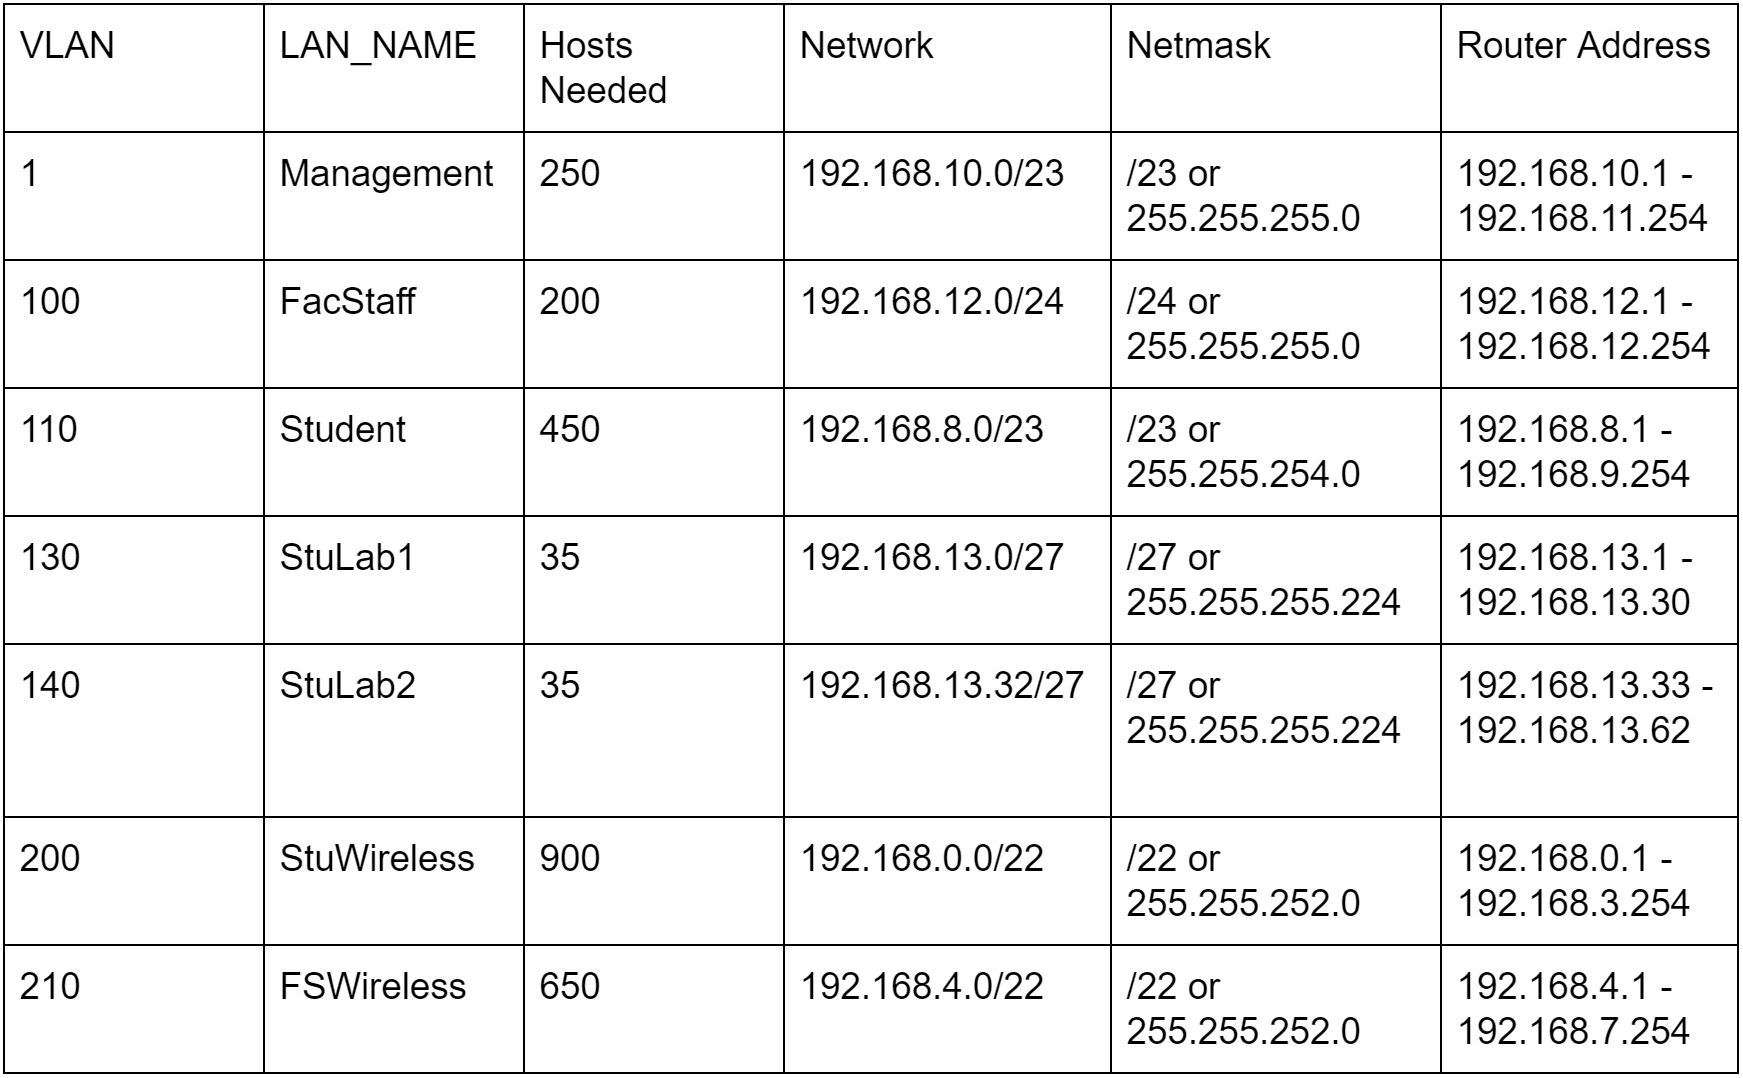 VLAN
LAN_NAME
Hosts
Needed
Network
Netmask
Router Address
1
Management
250
192.168.10.0/23
/23 or
255.255.255.0
192.168.10.1 -
192.168.11.254
100
FacStaff
200
192.168.12.0/24
/24 or
255.255.255.0
192.168.12.1 -
192.168.12.254
110
Student
450
192.168.8.0/23
/23 or
255.255.254.0
192.168.8.1 -
192.168.9.254
130
StuLab1
35
192.168.13.0/27
/27 or
255.255.255.224
192.168.13.1 -
192.168.13.30
140
StuLab2
35
192.168.13.32/27
/27 or
255.255.255.224
192.168.13.33 -
192.168.13.62
200
StuWireless
900
192.168.0.0/22
/22 or
255.255.252.0
192.168.0.1 -
192.168.3.254
210
FSWireless
650
192.168.4.0/22
/22 or
255.255.252.0
192.168.4.1 -
192.168.7.254